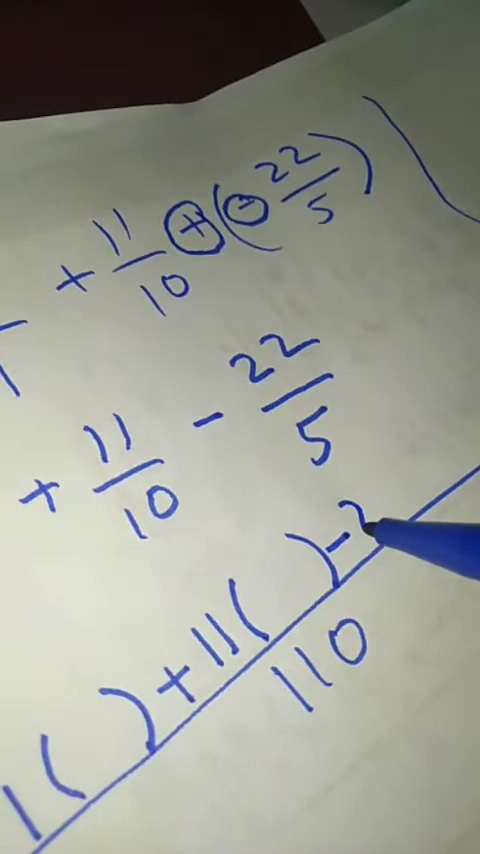 + 11/10 + (- 22/5)
+ 11/10 - 22/5
1( ) + 11( ) - 2
110